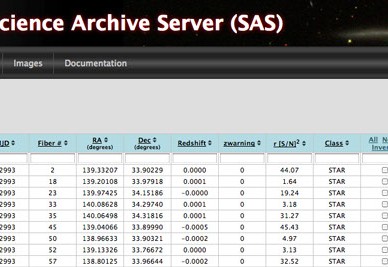 cience Archive Server (SAS)
Images Documentation
MJD Fiber # RA (degrees) Dec (degrees) Redshift zwarning r [S/N]² Class All N
Inver
2993 2 139.33207 33.90229 0.0000 0 44.07 STAR
2993 18 139.20108 33.97918 0.0001 0 1.64 STAR
2993 23 139.97425 34.15186 -0.0000 0 19.24 STAR
2993 33 140.08628 34.29740 0.0001 0 3.18 STAR
2993 35 140.06498 34.31816 0.0001 0 31.27 STAR
2993 45 139.04066 33.89990 -0.0005 0 45.43 STAR
2993 50 138.96633 33.90321 -0.0002 0 4.97 STAR
2993 52 139.13326 33.76672 0.0000 0 3.13 STAR
2993 57 138.80125 33.96644 -0.0002 0 32.52 STAR